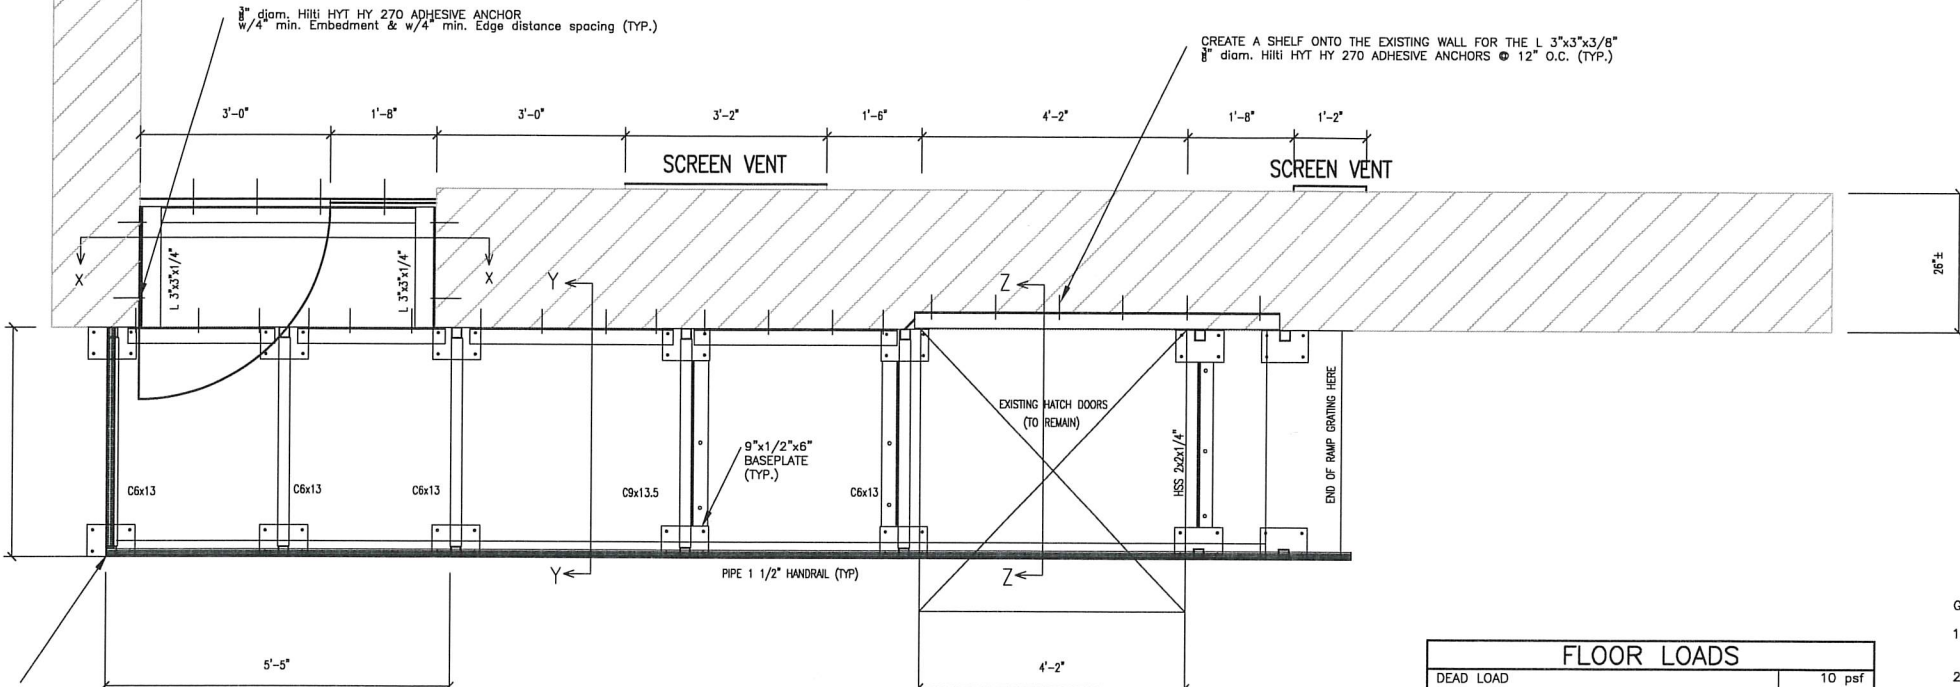 3/8" diam. Hilti HYT HY 270 ADHESIVE ANCHOR
w/4" min. Embedment & w/4" min. Edge distance spacing (TYP.)
CREATE A SHELF ONTO THE EXISTING WALL FOR THE L 3"x3"x3/8"
3/8" diam. Hilti HYT HY 270 ADHESIVE ANCHORS @ 12" O.C. (TYP.)
3'-0" 1'-8" 3'-0" 3'-2" 1'-6" 4'-2" 1'-8" 1'-2"
SCREEN VENT
SCREEN VENT
26"±
X X
L 3"x3"x1/4"
L 3"x3"x1/4"
Y
Z
EXISTING HATCH DOORS
(TO REMAIN)
HSS 2x2x1/4"
END OF RAMP GRATING HERE
9"x1/2"x6"
BASEPLATE
(TYP.)
C6x13 C6x13 C6x13 C9x13.5 C6x13
Y
PIPE 1 1/2" HANDRAIL (TYP)
Z
5'-5"
4'-2"
FLOOR LOADS
DEAD LOAD 10 psf
G
1
2